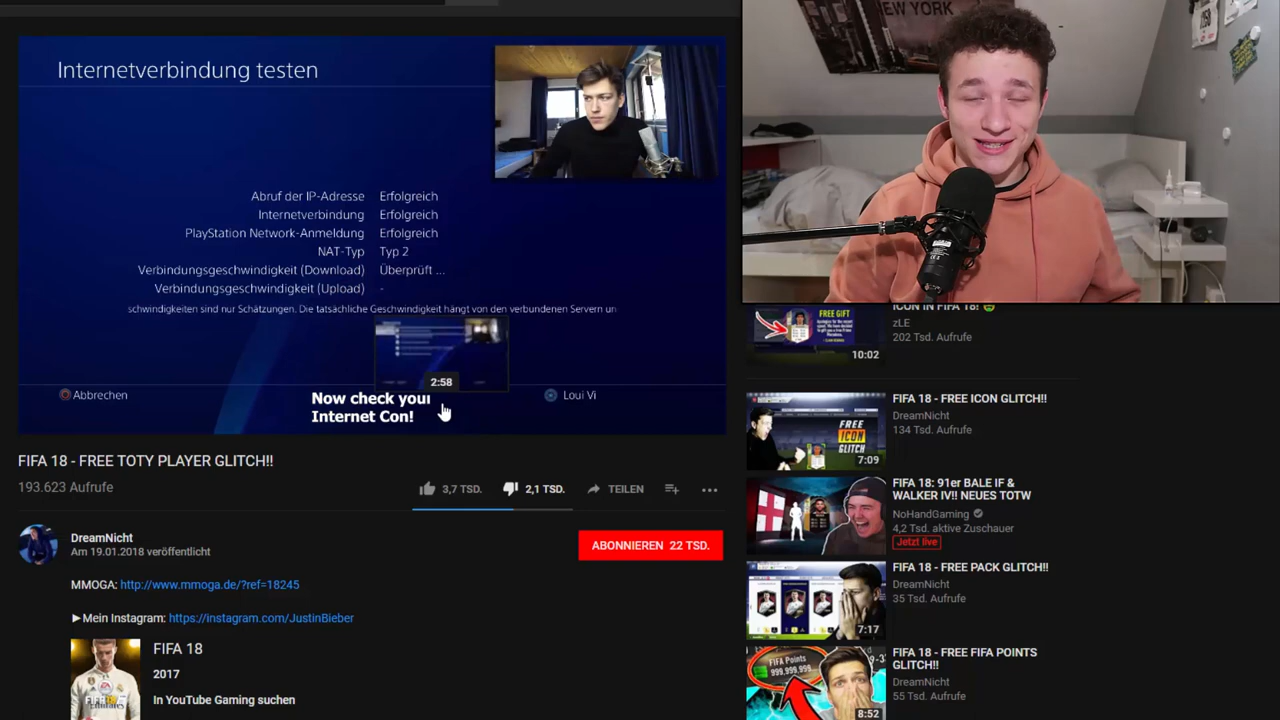 Internetverbindung testen
Abruf der IP-Adresse Erfolgreich
Internetverbindung Erfolgreich
PlayStation Network-Anmeldung Erfolgreich
NAT-Typ Typ 2
Verbindungsgeschwindigkeit (Download) Überprüft ...
Verbindungsgeschwindigkeit (Upload) -
schwindigkeiten sind nur Schätzungen. Die tatsächliche Geschwindigkeit hängt von den verbundenen Servern un
2:58
Abbrechen
Now check your
Internet Con!
Loui Vi
FIFA 18 - FREE TOTY PLAYER GLITCH!!
193.623 Aufrufe
3,7 TSD.
2,1 TSD.
TEILEN
DreamNicht
Am 19.01.2018 veröffentlicht
ABONNIEREN 22 TSD.
MMOGA: http://www.mmoga.de/?ref=18245
►Mein Instagram: https://instagram.com/JustinBieber
FIFA 18
2017
In YouTube Gaming suchen
NEW YORK
ICON IN FIFA 18!
zLE
202 Tsd. Aufrufe
FREE GIFT
10:02
FIFA 18 - FREE ICON GLITCH!!
DreamNicht
134 Tsd. Aufrufe
FREE
ICON
GLITCH
7:09
FIFA 18: 91er BALE IF &
WALKER IV!! NEUES TOTW
NoHandGaming
4,2 Tsd. aktive Zuschauer
Jetzt live
FIFA 18 - FREE PACK GLITCH!!
DreamNicht
35 Tsd. Aufrufe
7:17
FIFA 18 - FREE FIFA POINTS
GLITCH!!
DreamNicht
55 Tsd. Aufrufe
FIFA Points
999,999,999
8:52